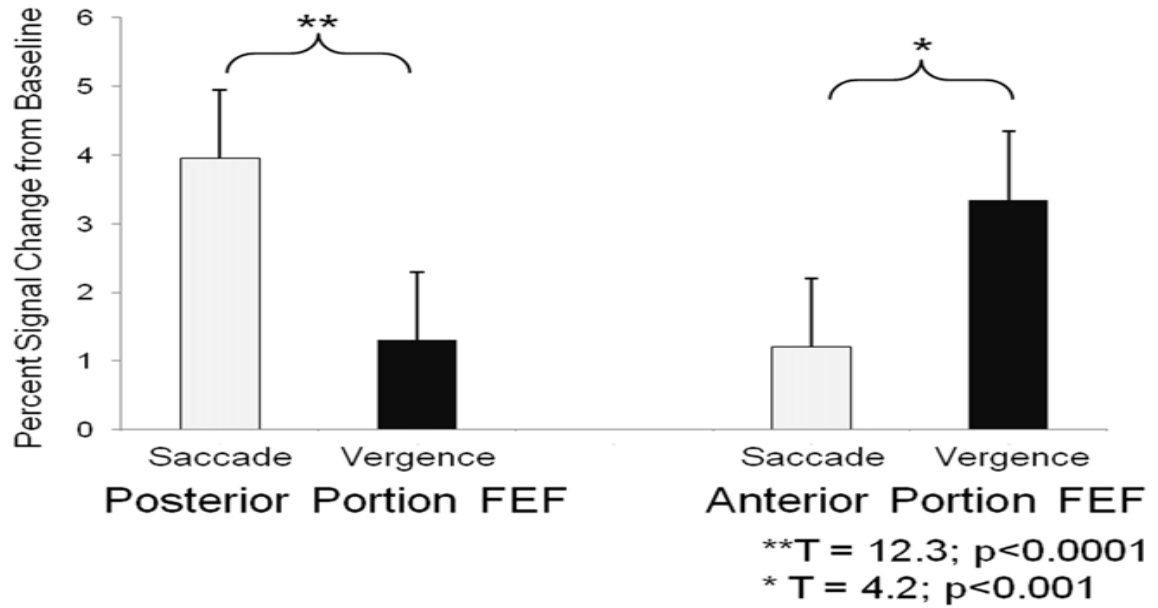 Percent Signal Change from Baseline
6
5
4
3
2
1
0
**
*
Saccade Vergence Saccade Vergence
Posterior Portion FEF Anterior Portion FEF
**T = 12.3; p<0.0001
* T = 4.2; p<0.001